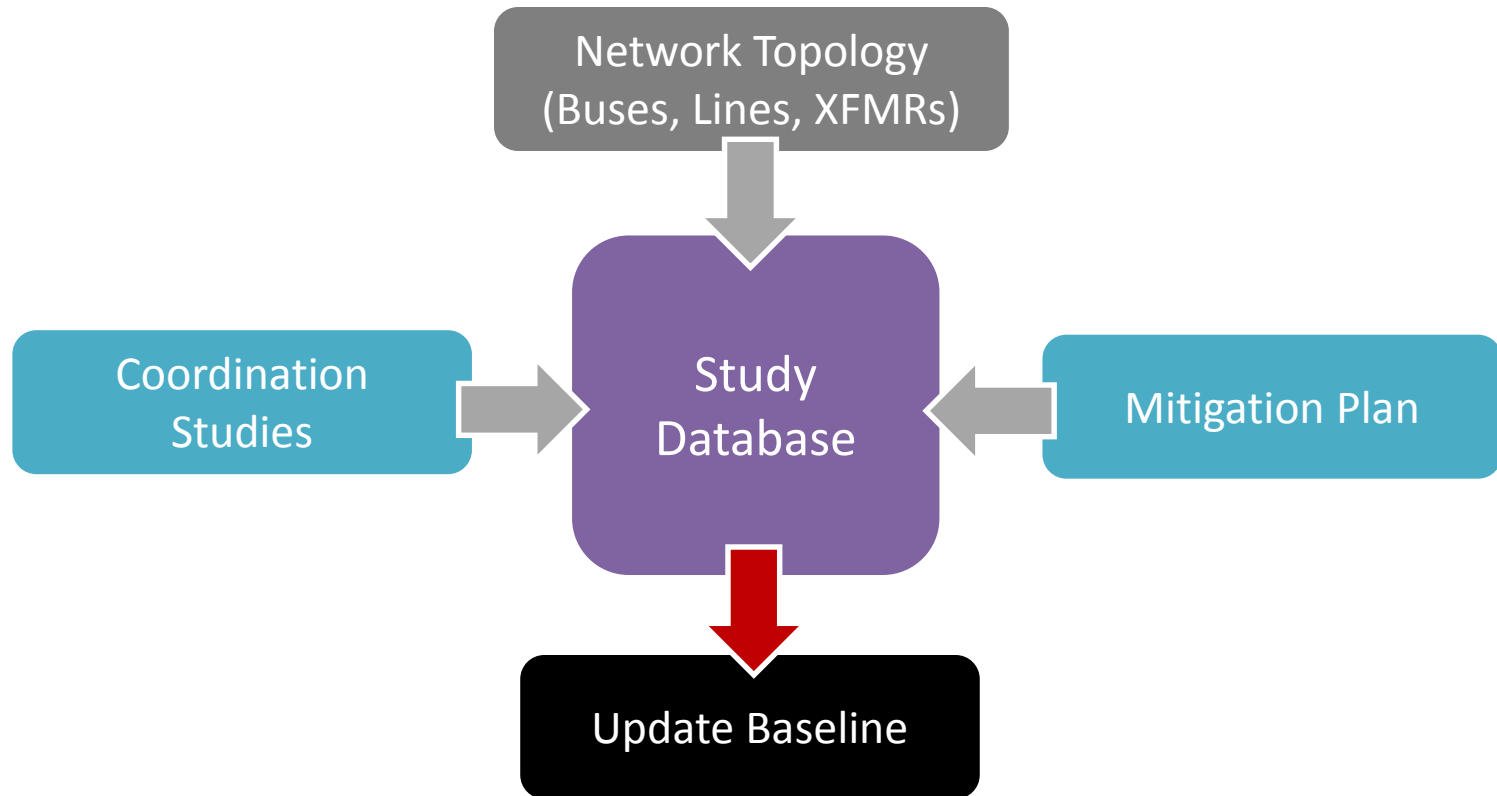 Network Topology
(Buses, Lines, XFMRs)
Coordination
Studies
Study
Database
Mitigation Plan
Update Baseline